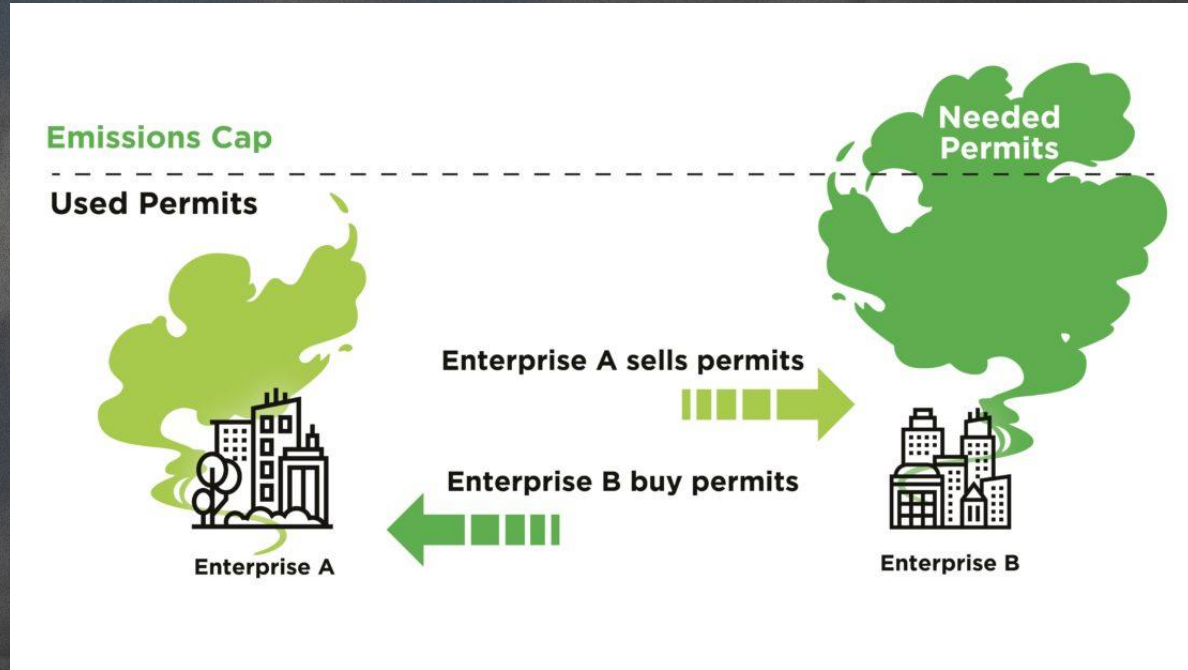 Emissions Cap
Needed
Permits
Used Permits
Enterprise A sells permits
Enterprise B buy permits
Enterprise A
Enterprise B